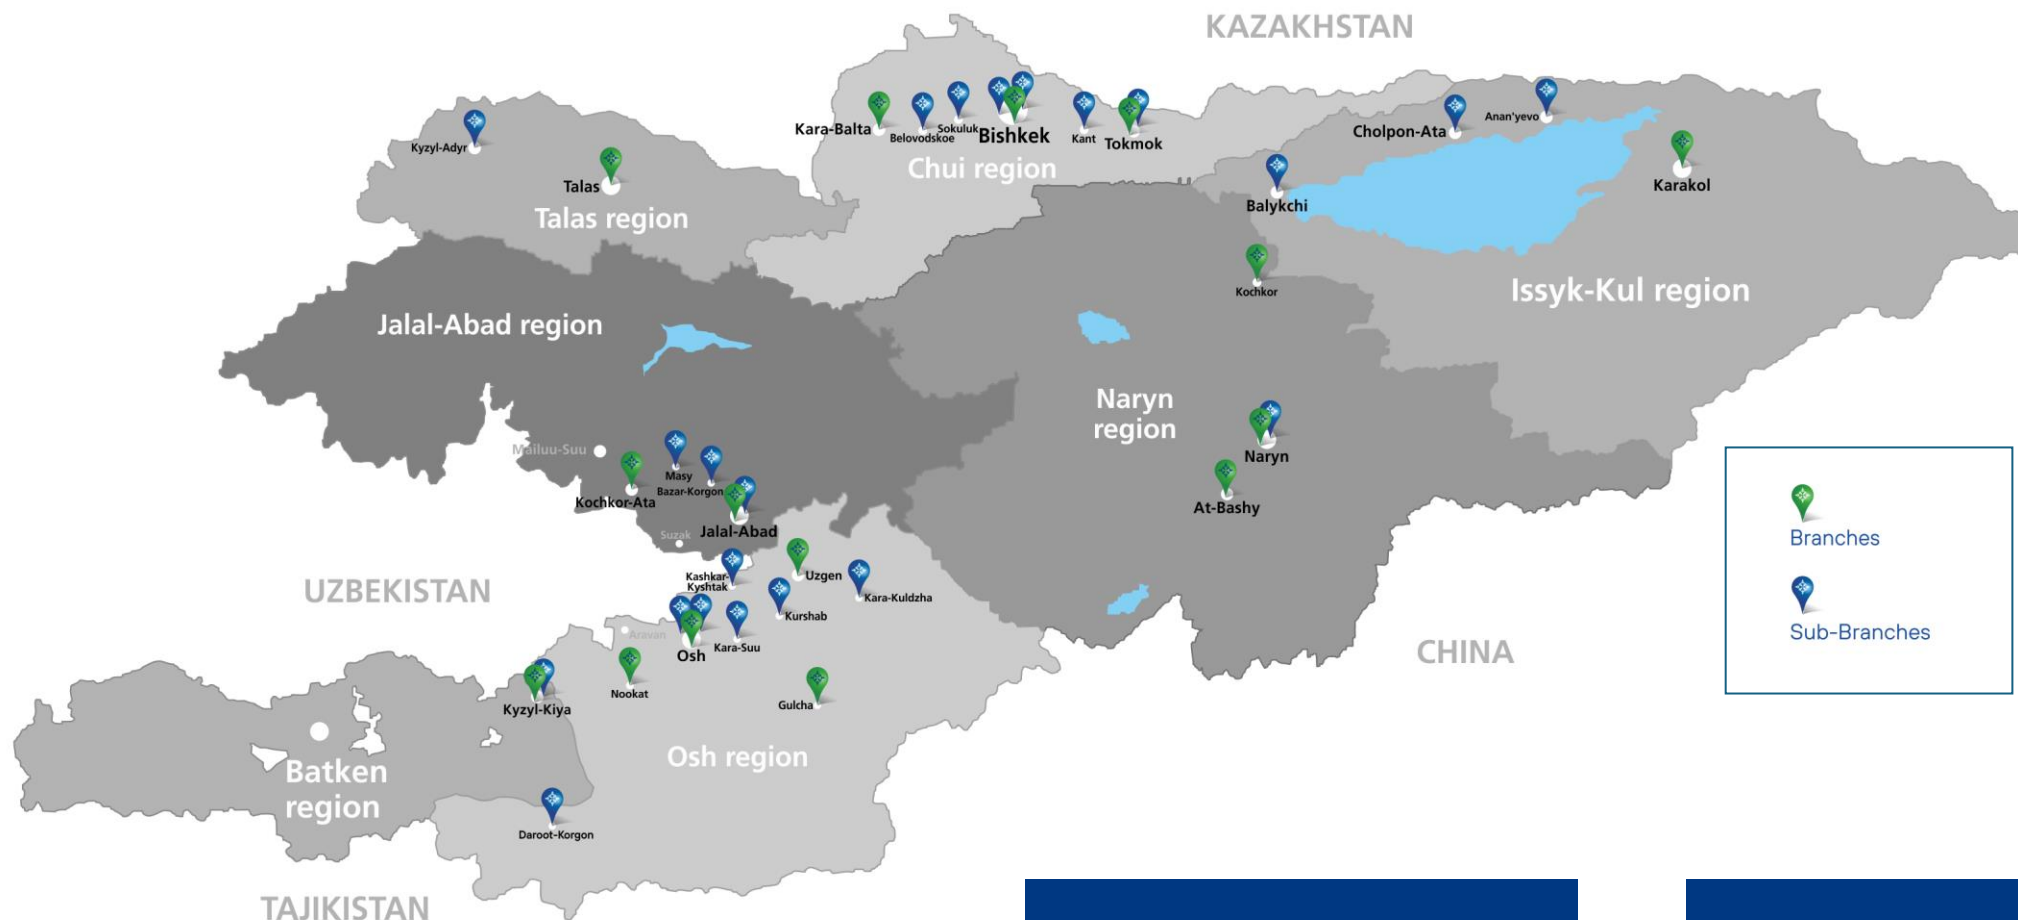 KAZAKHSTAN
Kyzyl-Adyr
Talas
Talas region
Kara-Balta
Belovodskoe
Sokuluk
Bishkek
Kant
Tokmok
Chui region
Cholpon-Ata
Anan'yevo
Balykchi
Karakol
Kochkor
Issyk-Kul region
Jalal-Abad region
Naryn
region
Naryn
At-Bashy
Mailuu-Suu
Masy
Bazar-Korgon
Kochkor-Ata
Jalal-Abad
Suzak
Kashkar-
Kyshtak
Uzgen
Kara-Kuldzha
Kurshab
UZBEKISTAN
Aravan
Osh
Kara-Suu
Nookat
Gulcha
Kyzyl-Kiya
Osh region
Batken
region
Daroot-Korgon
TAJIKISTAN
CHINA
Branches
Sub-Branches